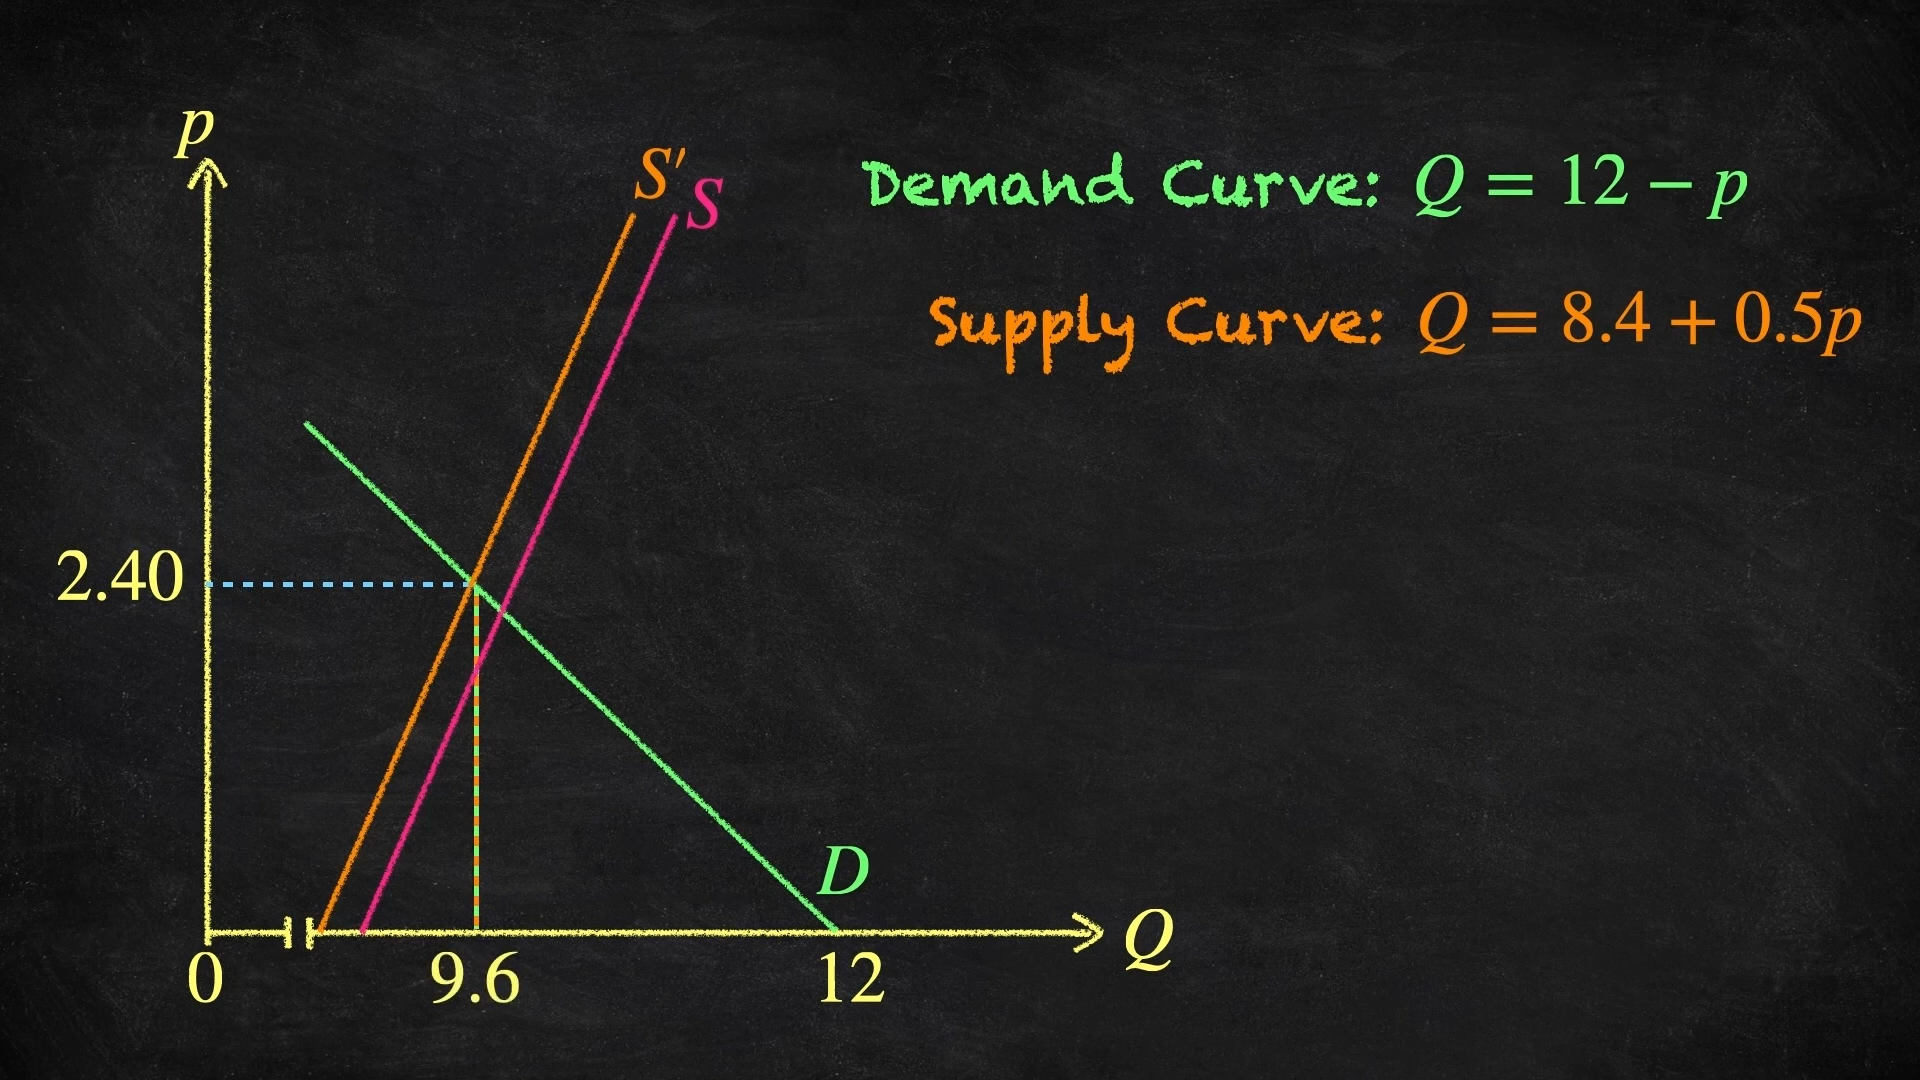 p
S′
S
Demand Curve: Q = 12 − p
Supply Curve: Q = 8.4 + 0.5p
2.40
D
Q
0
9.6
12